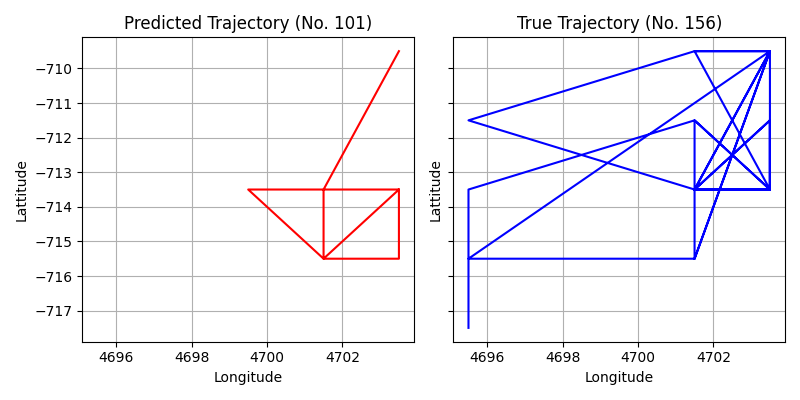 Predicted Trajectory (No. 101)
True Trajectory (No. 156)
Lattitude
−710
−711
−712
−713
−714
−715
−716
−717
4696
4698
4700
4702
Longitude
Lattitude
4696
4698
4700
4702
Longitude